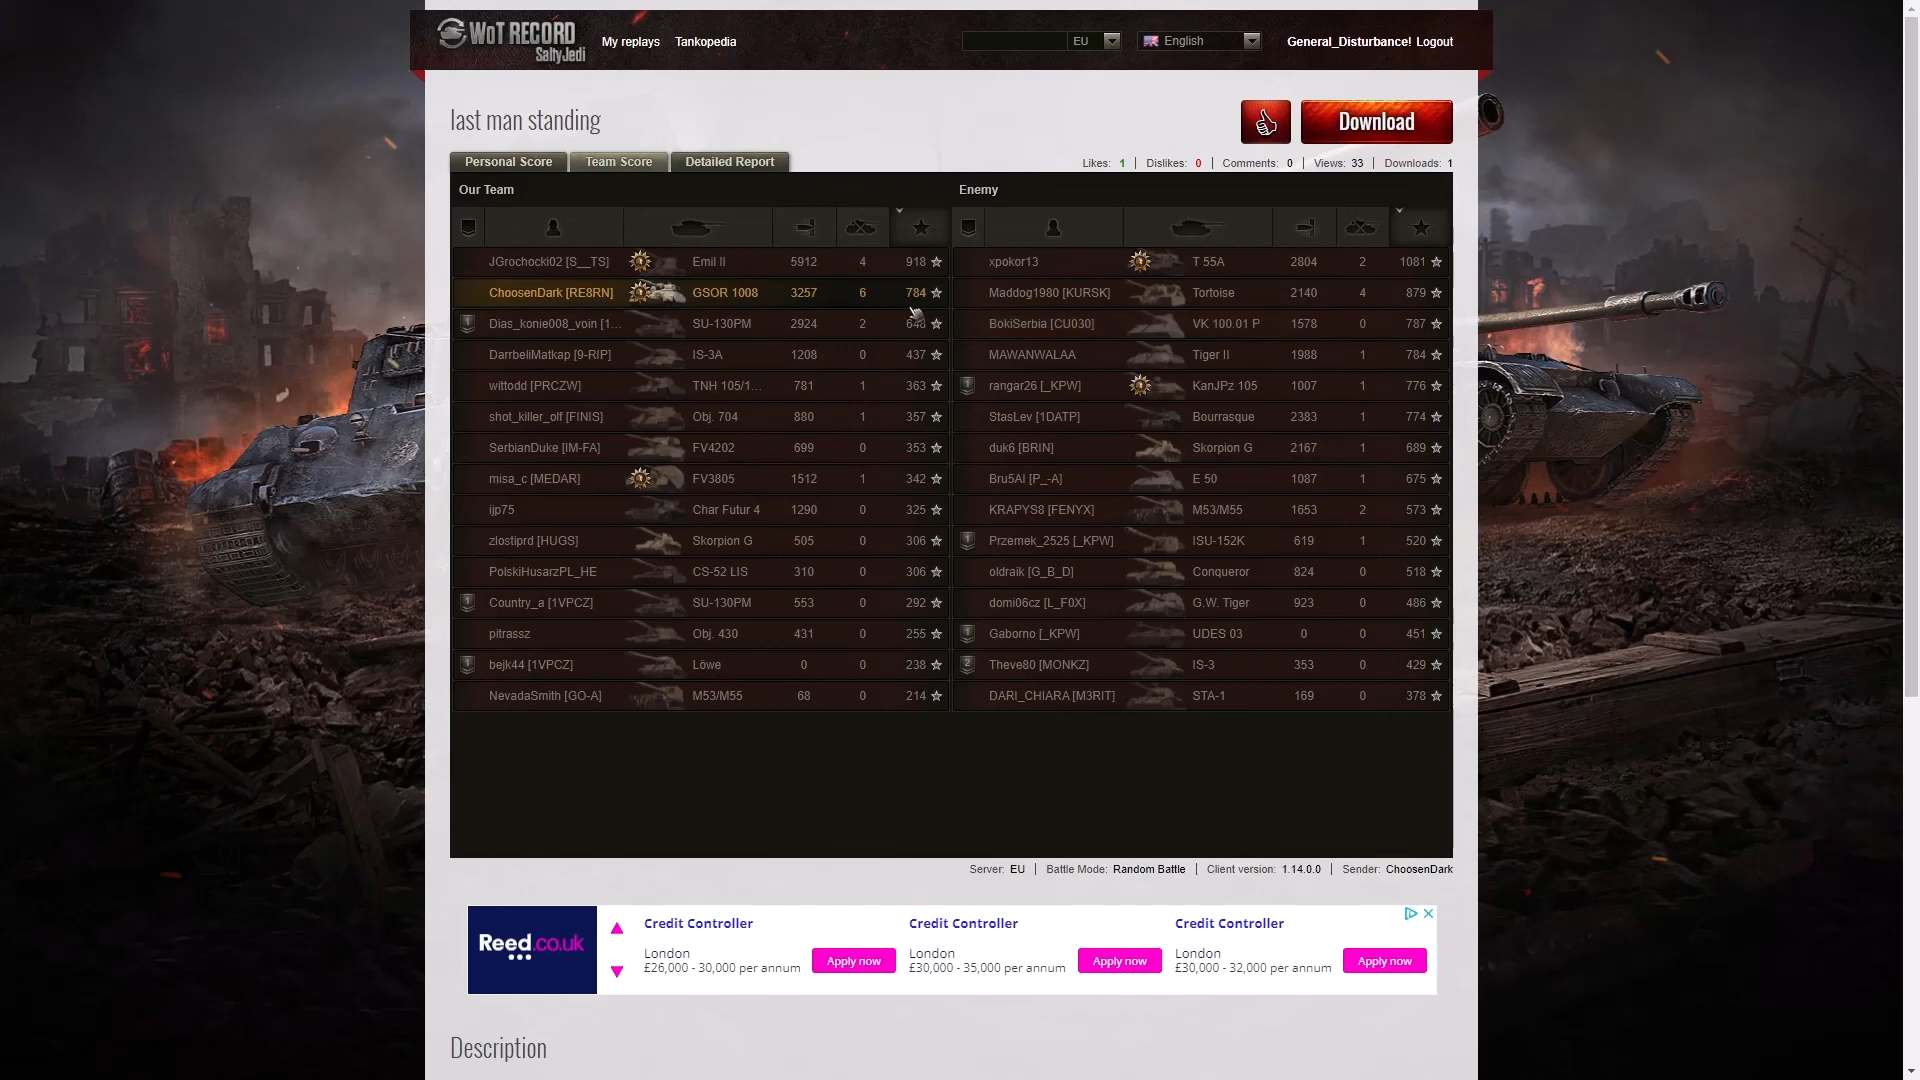 WoT RECORD
SaltyJedi
My replays Tankopedia
EU English General_Disturbance! Logout
last man standing
Download
Personal Score Team Score Detailed Report
Likes: 1 | Dislikes: 0 | Comments: 0 | Views: 33 | Downloads: 1
Our Team Enemy
JGrochocki02 [S__TS] Emil II 5912 4 918 xpokor13 T 55A 2804 2 1081
ChoosenDark [RE8RN] GSOR 1008 3257 6 784 Maddog1980 [KURSK] Tortoise 2140 4 879
1 Dias_konie008_voin [1... SU-130PM 2924 2 648 BokiSerbia [CU030] VK 100.01 P 1578 0 787
DarrbeliMatkap [9-RIP] IS-3A 1208 0 437 MAWANWALAA Tiger II 1988 1 784
wittodd [PRCZW] TNH 105/1... 781 1 363 1 rangar26 [_KPW] KanJPz 105 1007 1 776
shot_killer_olf [FINIS] Obj. 704 880 1 357 StasLev [1DATP] Bourrasque 2383 1 774
SerbianDuke [IM-FA] FV4202 699 0 353 duk6 [BRIN] Skorpion G 2167 1 689
misa_c [MEDAR] FV3805 1512 1 342 Bru5Al [P_-A] E 50 1087 1 675
ijp75 Char Futur 4 1290 0 325 KRAPYS8 [FENYX] M53/M55 1653 2 573
zlostiprd [HUGS] Skorpion G 505 0 306 1 Przemek_2525 [_KPW] ISU-152K 619 1 520
PolskiHusarzPL_HE CS-52 LIS 310 0 306 oldraik [G_B_D] Conqueror 824 0 518
1 Country_a [1VPCZ] SU-130PM 553 0 292 domi06cz [L_F0X] G.W. Tiger 923 0 486
pitrassz Obj. 430 431 0 255 1 Gaborno [_KPW] UDES 03 0 0 451
1 bejk44 [1VPCZ] Löwe 0 0 238 2 Theve80 [MONKZ] IS-3 353 0 429
NevadaSmith [GO-A] M53/M55 68 0 214 DARI_CHIARA [M3RIT] STA-1 169 0 378
Server: EU | Battle Mode: Random Battle | Client version: 1.14.0.0 | Sender: ChoosenDark
Reed.co.uk
Credit Controller Credit Controller Credit Controller
London London London
£26,000 - 30,000 per annum Apply now £30,000 - 35,000 per annum Apply now £30,000 - 32,000 per annum Apply now
Description